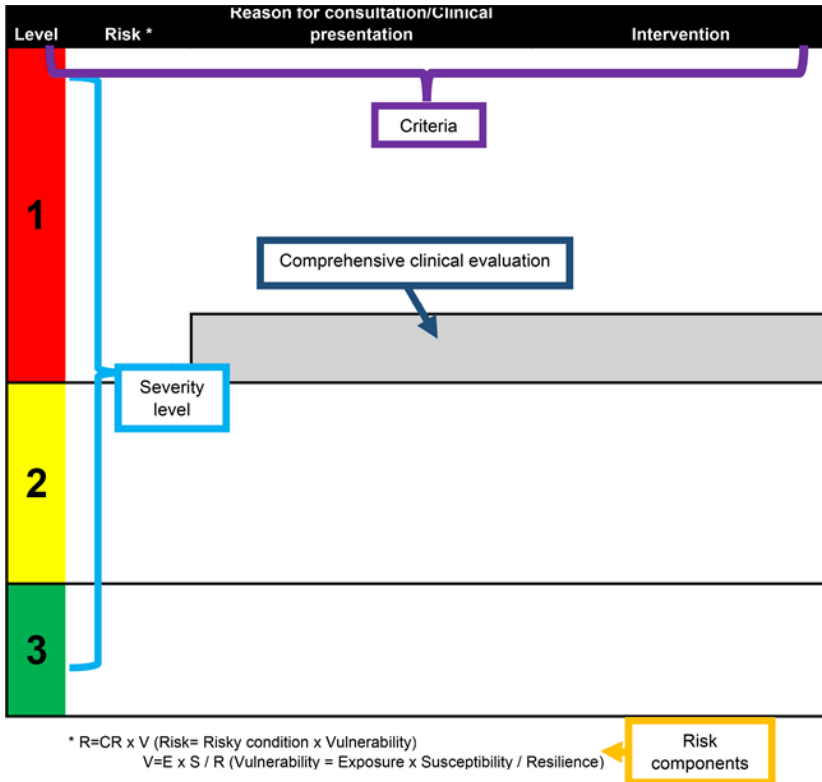 Reason for consultation/Clinical
Level Risk * presentation Intervention
Criteria
1
Comprehensive clinical evaluation
Severity
level
2
3
* R=CR x V (Risk= Risky condition x Vulnerability)
V=E x S / R (Vulnerability = Exposure x Susceptibility / Resilience)
Risk
components